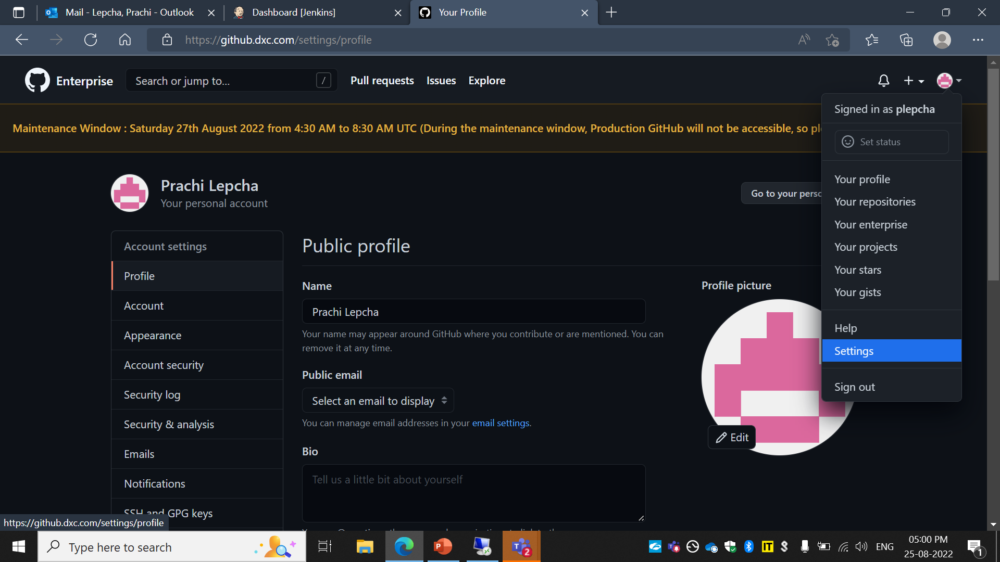 Mail - Lepcha, Prachi - Outlook
Dashboard [Jenkins]
Your Profile
https://github.dxc.com/settings/profile
Enterprise
Search or jump to...
/
Pull requests
Issues
Explore
Signed in as plepcha
Maintenance Window : Saturday 27th August 2022 from 4:30 AM to 8:30 AM UTC (During the maintenance window, Production GitHub will not be accessible, so
Set status
Your profile
Your repositories
Your enterprise
Your projects
Your stars
Your gists
Help
Settings
Sign out
Prachi Lepcha
Your personal account
Go to your
Account settings
Profile
Account
Appearance
Account security
Security log
Security & analysis
Emails
Notifications
SSH and GPG keys
Public profile
Name
Prachi Lepcha
Your name may appear around GitHub where you contribute or are mentioned. You can
remove it at any time.
Public email
Select an email to display
You can manage email addresses in your email settings.
Bio
Tell us a little bit about yourself
Profile picture
Edit
https://github.dxc.com/settings/profile
Type here to search
2
IT
ENG
05:00 PM
25-08-2022
1